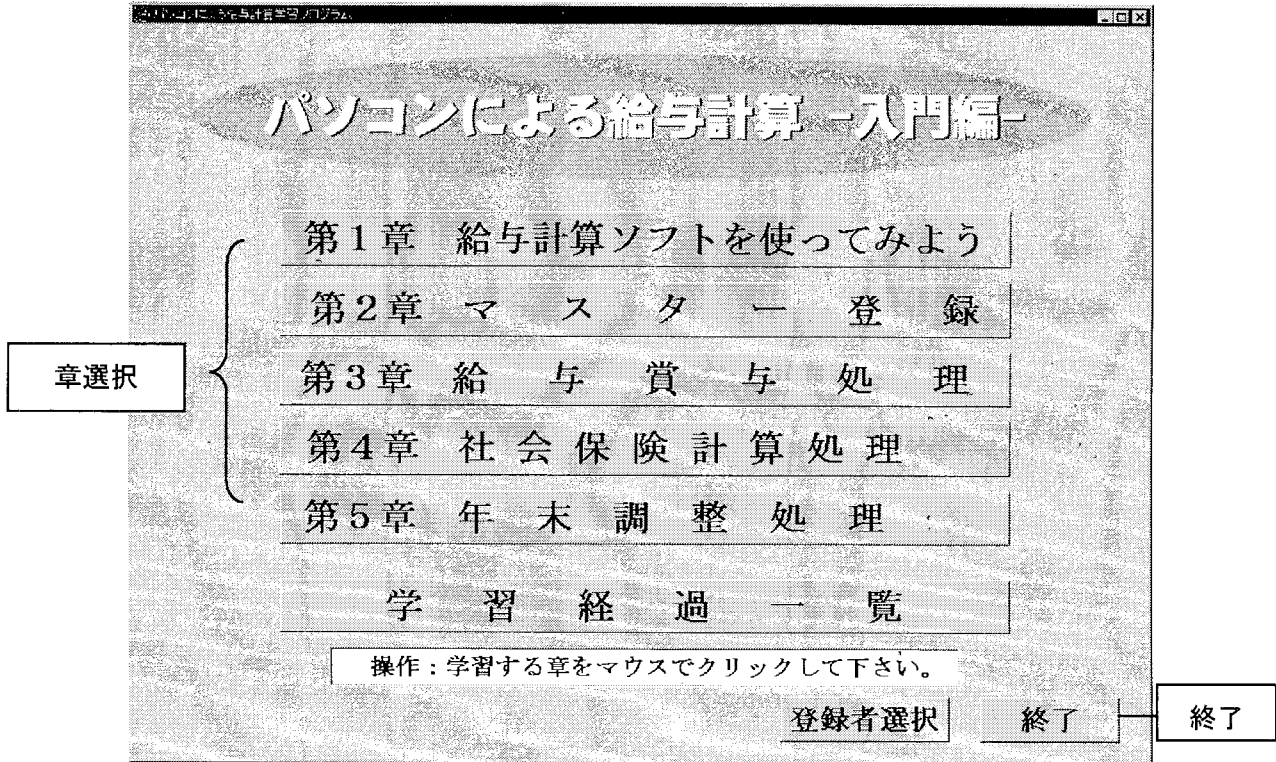 パソコンによる給与計算 -入門編-
第1章 給与計算ソフトを使ってみよう
第2章 マスター登録
第3章 給与賞与処理
章選択
第4章 社会保険計算処理
第5章 年末調整処理
学習経過一覧
操作：学習する章をマウスでクリックして下さい。
登録者選択 終了
終了